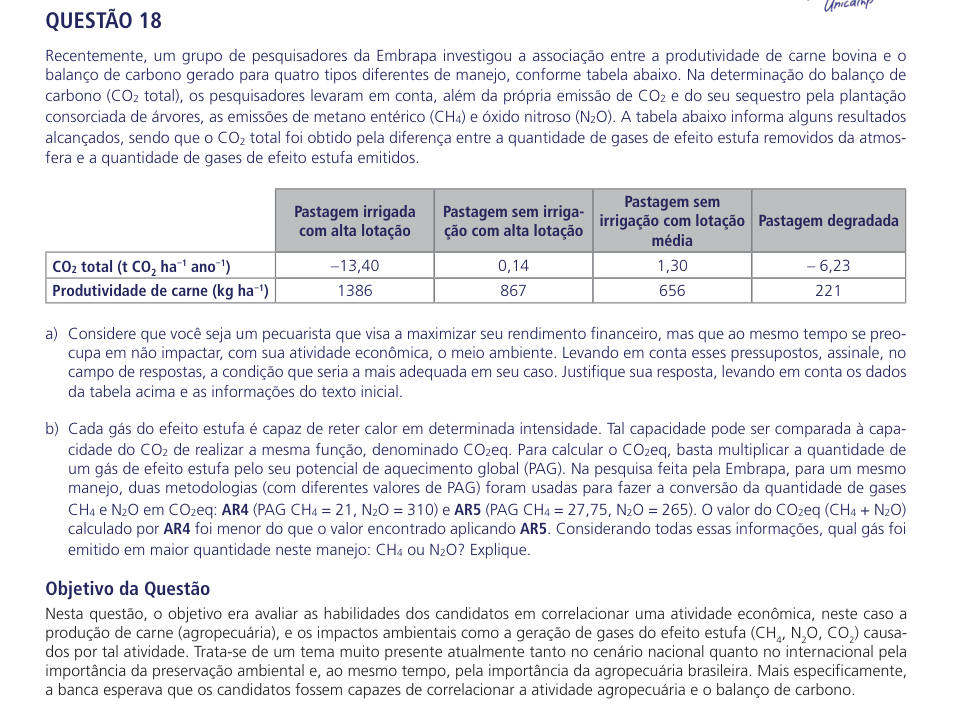 Unicamp
QUESTÃO 18
Recentemente, um grupo de pesquisadores da Embrapa investigou a associação entre a produtividade de carne bovina e o
balanço de carbono gerado para quatro tipos diferentes de manejo, conforme tabela abaixo. Na determinação do balanço de
carbono (CO₂ total), os pesquisadores levaram em conta, além da própria emissão de CO₂ e do seu sequestro pela plantação
consorciada de árvores, as emissões de metano entérico (CH₄) e óxido nitroso (N₂O). A tabela abaixo informa alguns resultados
alcançados, sendo que o CO₂ total foi obtido pela diferença entre a quantidade de gases de efeito estufa removidos da atmos-
fera e a quantidade de gases de efeito estufa emitidos.
Pastagem irrigada
com alta lotação
Pastagem sem irriga-
ção com alta lotação
Pastagem sem
irrigação com lotação
média
Pastagem degradada
CO₂ total (t CO₂ ha⁻¹ ano⁻¹) –13,40 0,14 1,30 – 6,23
Produtividade de carne (kg ha⁻¹) 1386 867 656 221
a) Considere que você seja um pecuarista que visa a maximizar seu rendimento financeiro, mas que ao mesmo tempo se preo-
cupa em não impactar, com sua atividade econômica, o meio ambiente. Levando em conta esses pressupostos, assinale, no
campo de respostas, a condição que seria a mais adequada em seu caso. Justifique sua resposta, levando em conta os dados
da tabela acima e as informações do texto inicial.
b) Cada gás do efeito estufa é capaz de reter calor em determinada intensidade. Tal capacidade pode ser comparada à capa-
cidade do CO₂ de realizar a mesma função, denominado CO₂eq. Para calcular o CO₂eq, basta multiplicar a quantidade de
um gás de efeito estufa pelo seu potencial de aquecimento global (PAG). Na pesquisa feita pela Embrapa, para um mesmo
manejo, duas metodologias (com diferentes valores de PAG) foram usadas para fazer a conversão da quantidade de gases
CH₄ e N₂O em CO₂eq: AR4 (PAG CH₄ = 21, N₂O = 310) e AR5 (PAG CH₄ = 27,75, N₂O = 265). O valor do CO₂eq (CH₄ + N₂O)
calculado por AR4 foi menor do que o valor encontrado aplicando AR5. Considerando todas essas informações, qual gás foi
emitido em maior quantidade neste manejo: CH₄ ou N₂O? Explique.
Objetivo da Questão
Nesta questão, o objetivo era avaliar as habilidades dos candidatos em correlacionar uma atividade econômica, neste caso a
produção de carne (agropecuária), e os impactos ambientais como a geração de gases do efeito estufa (CH₄, N₂O, CO₂) causa-
dos por tal atividade. Trata-se de um tema muito presente atualmente tanto no cenário nacional quanto no internacional pela
importância da preservação ambiental e, ao mesmo tempo, pela importância da agropecuária brasileira. Mais especificamente,
a banca esperava que os candidatos fossem capazes de correlacionar a atividade agropecuária e o balanço de carbono.